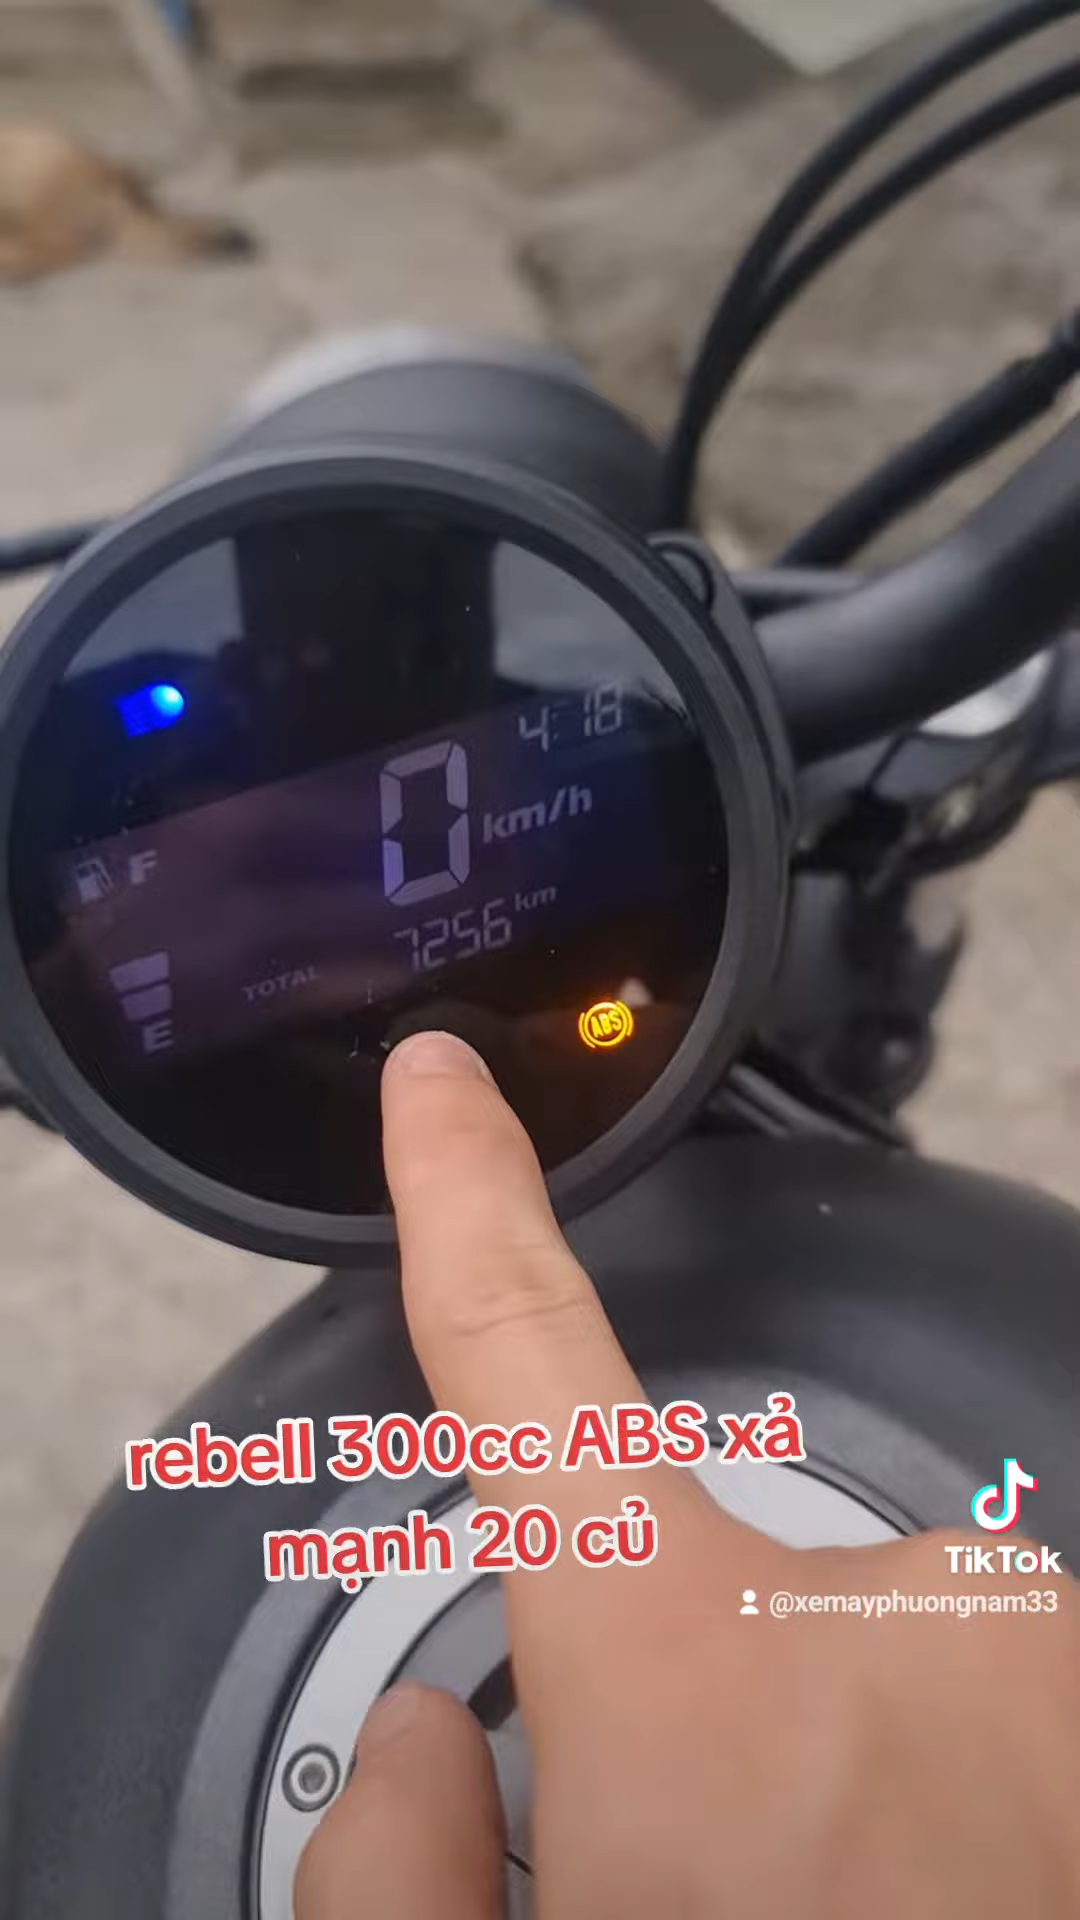 4:18
0 km/h
F
7256 km
TOTAL
E
ABS
rebell 300cc ABS xả
mạnh 20 củ
TikTok
@xemayphuongnam33